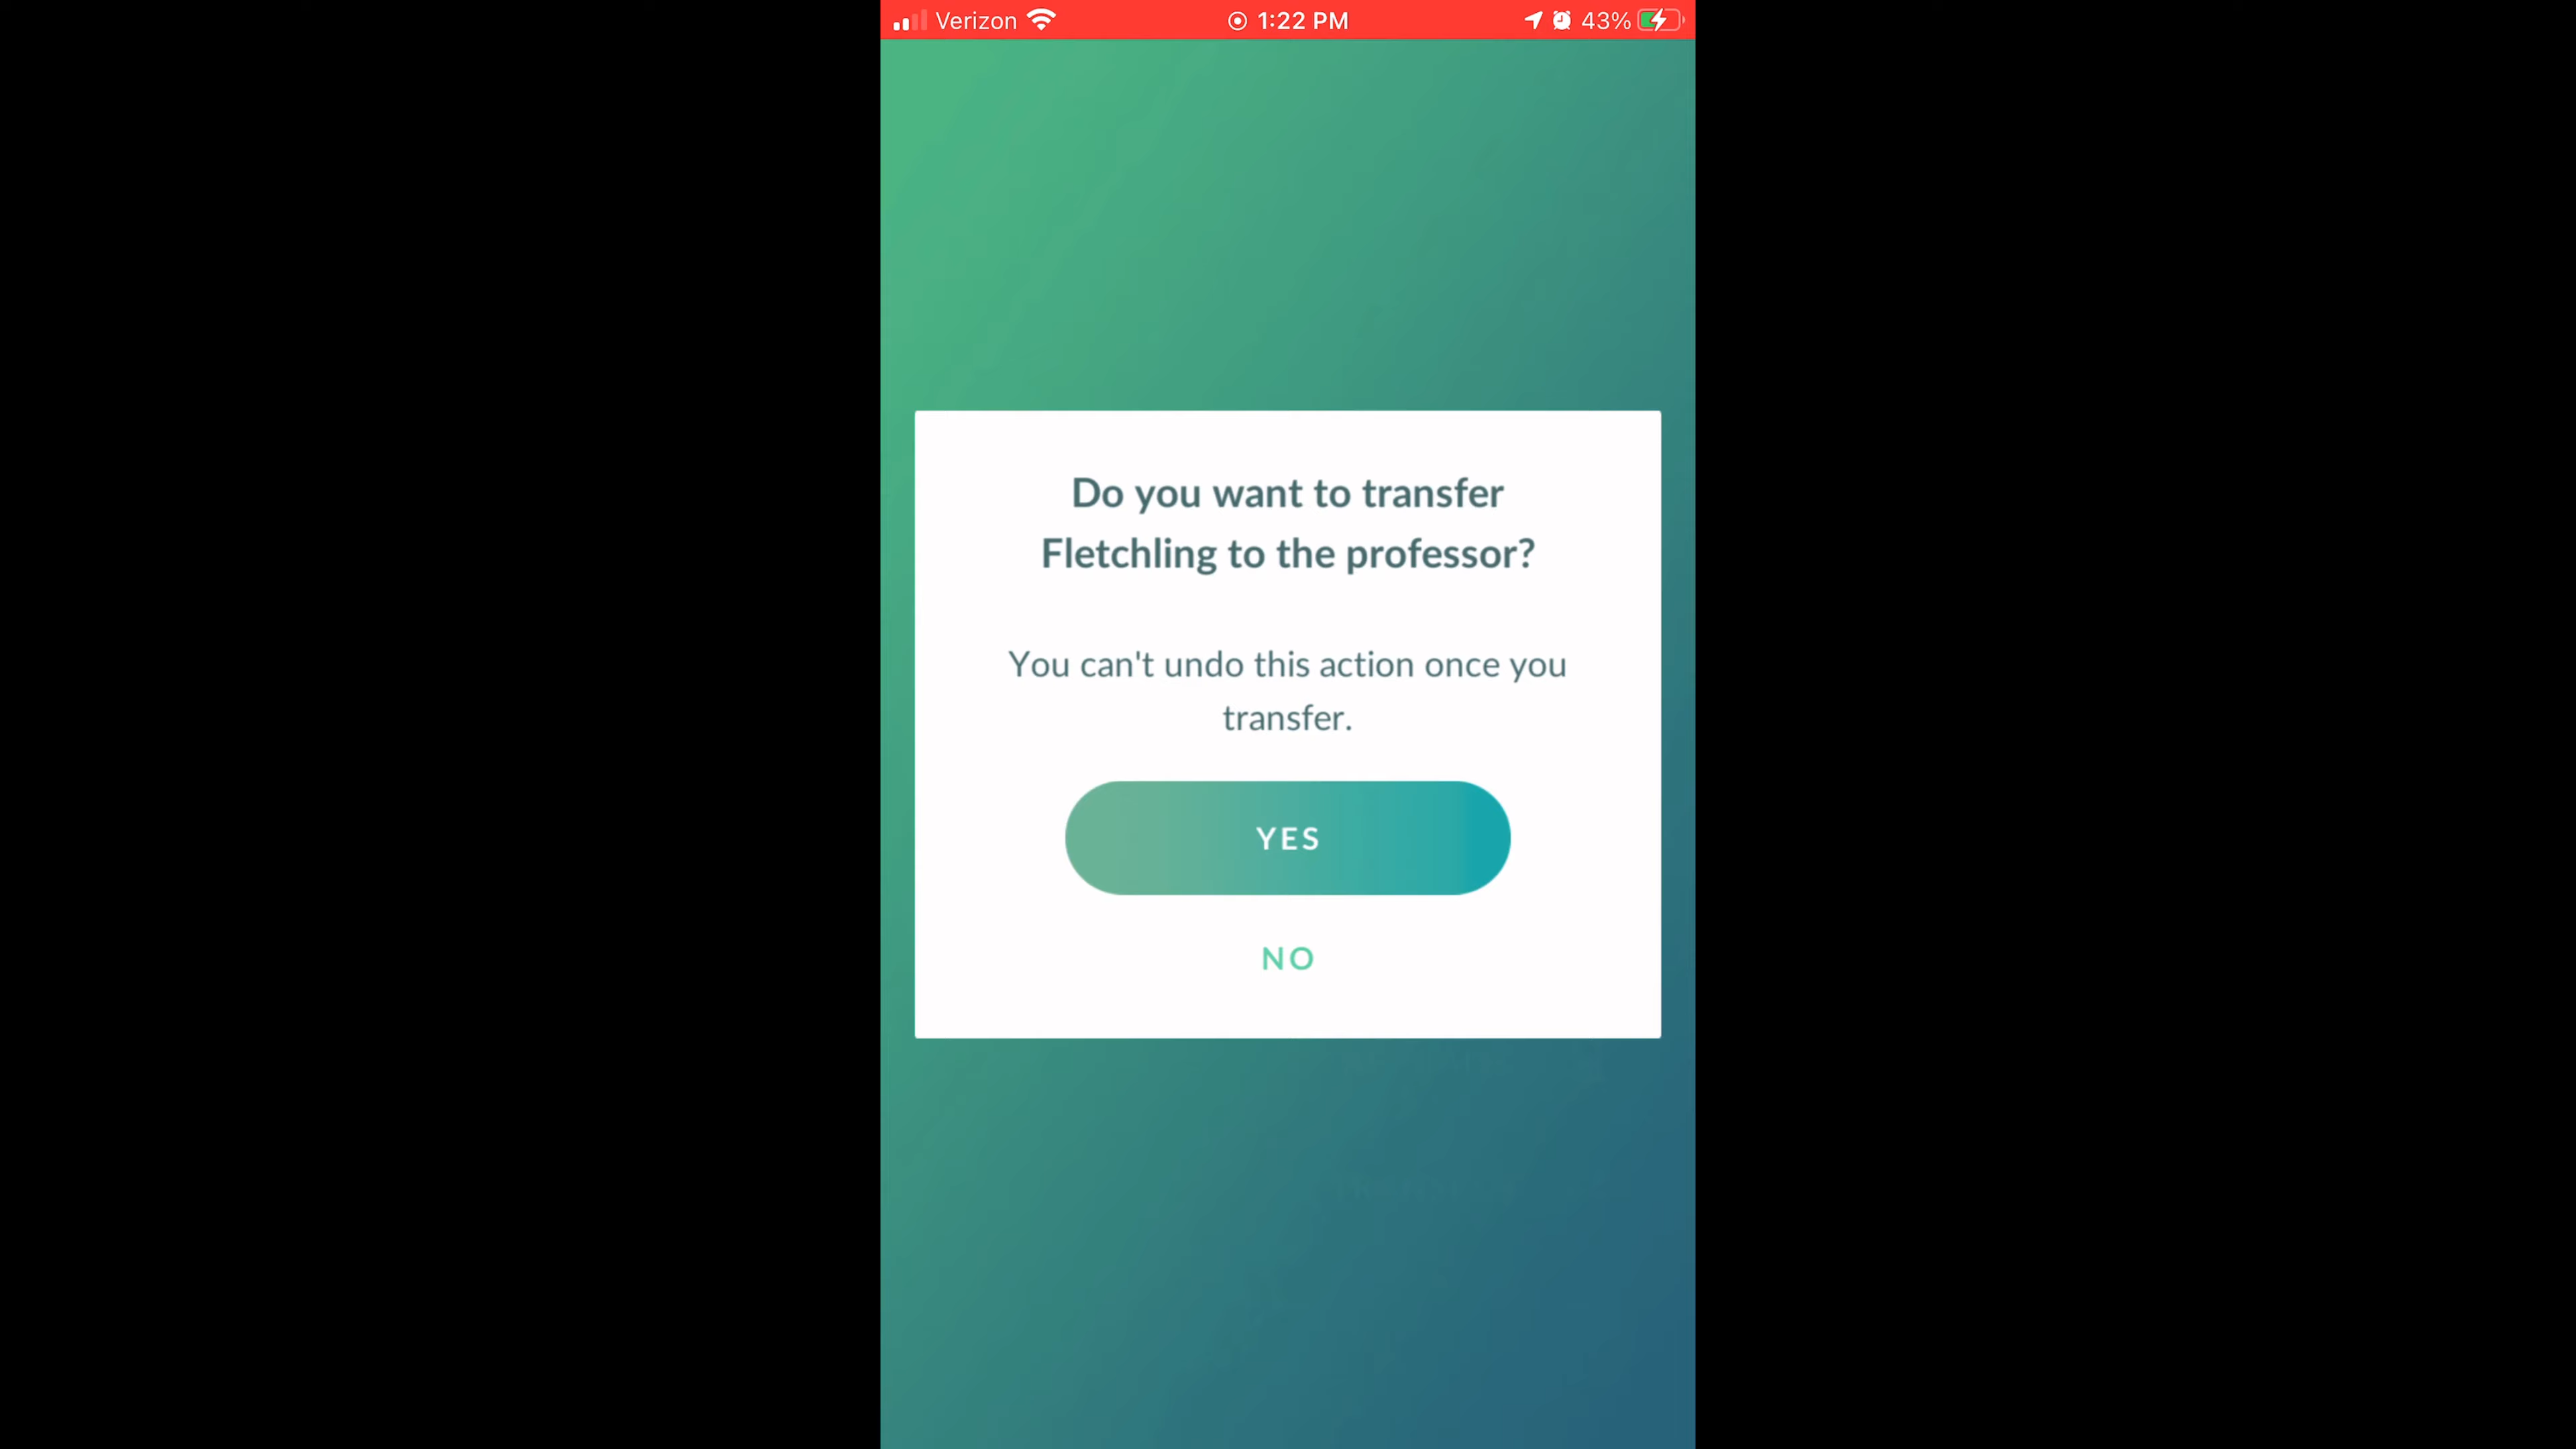 Verizon 1:22 PM 43%
Do you want to transfer
Fletchling to the professor?
You can't undo this action once you
transfer.
YES
NO